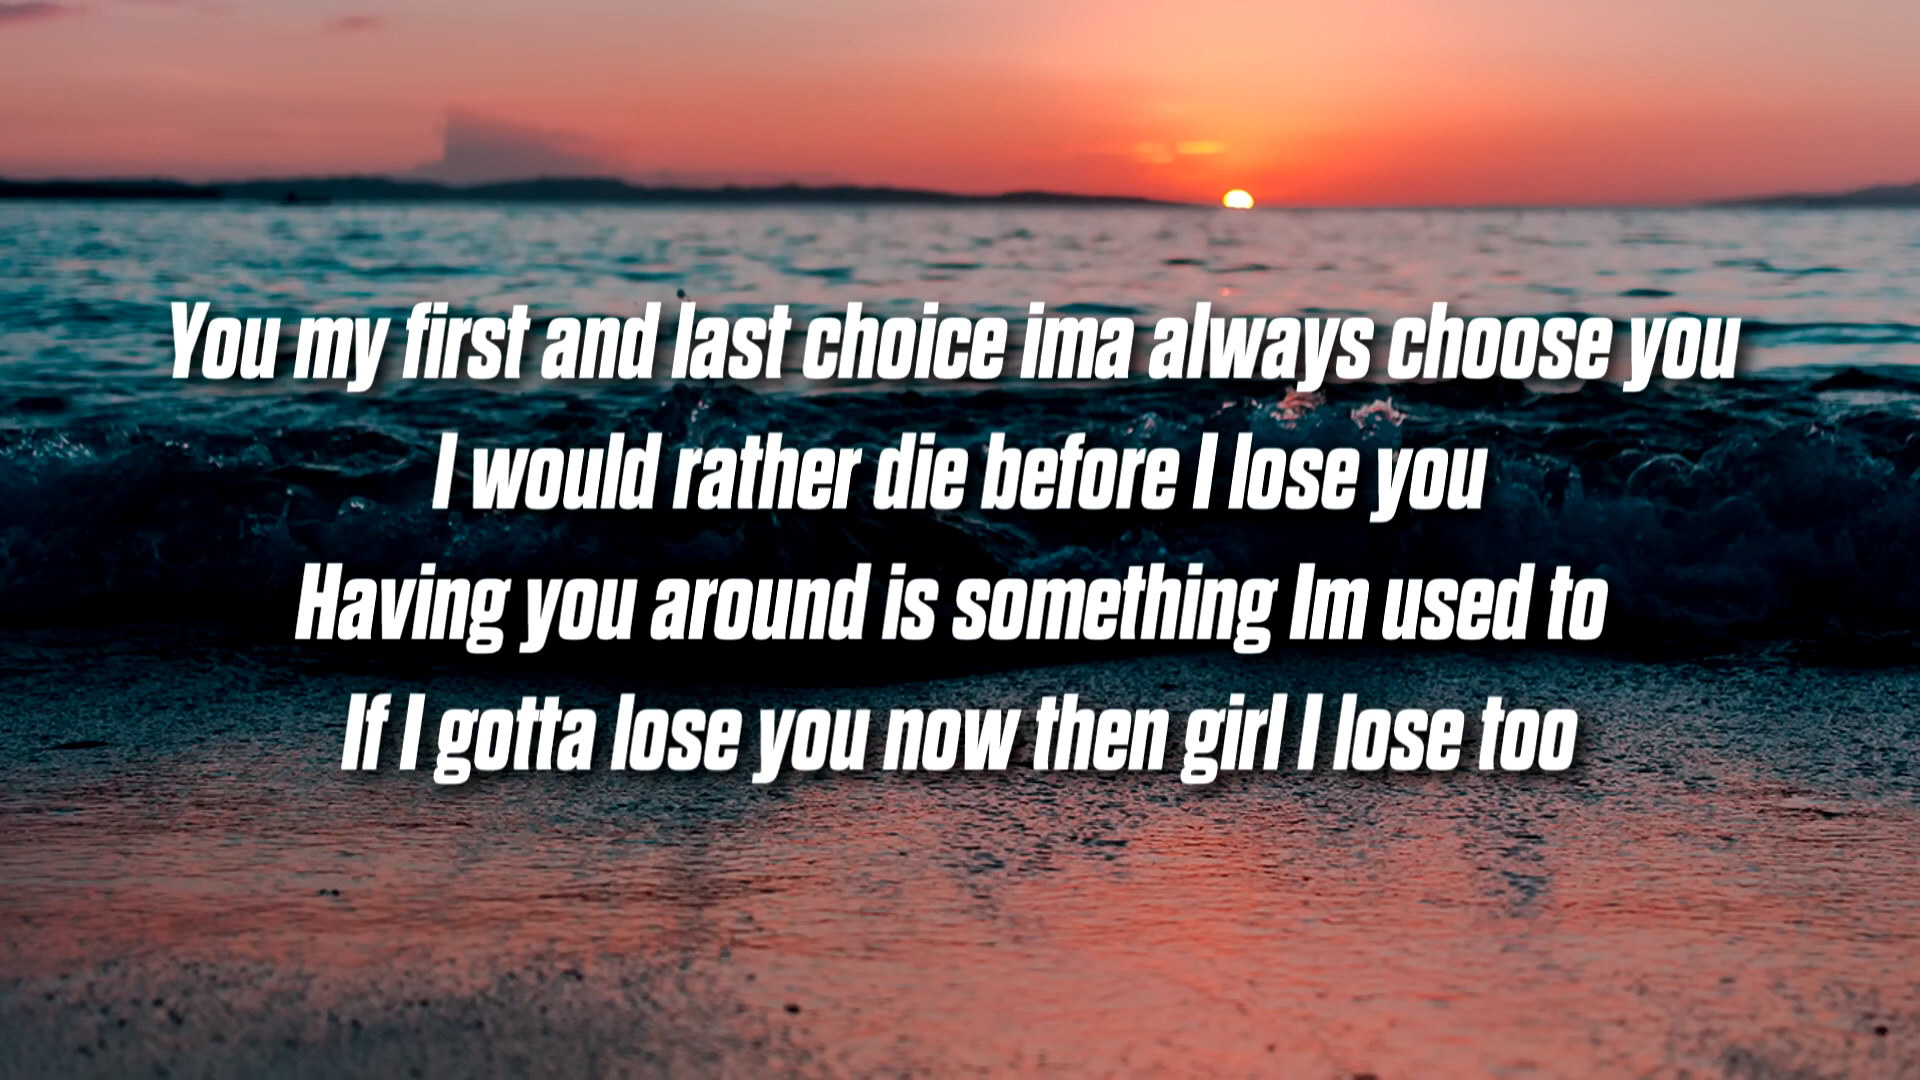 You my first and last choice ima always choose you
I would rather die before I lose you
Having you around is something Im used to
If I gotta lose you now then girl I lose too